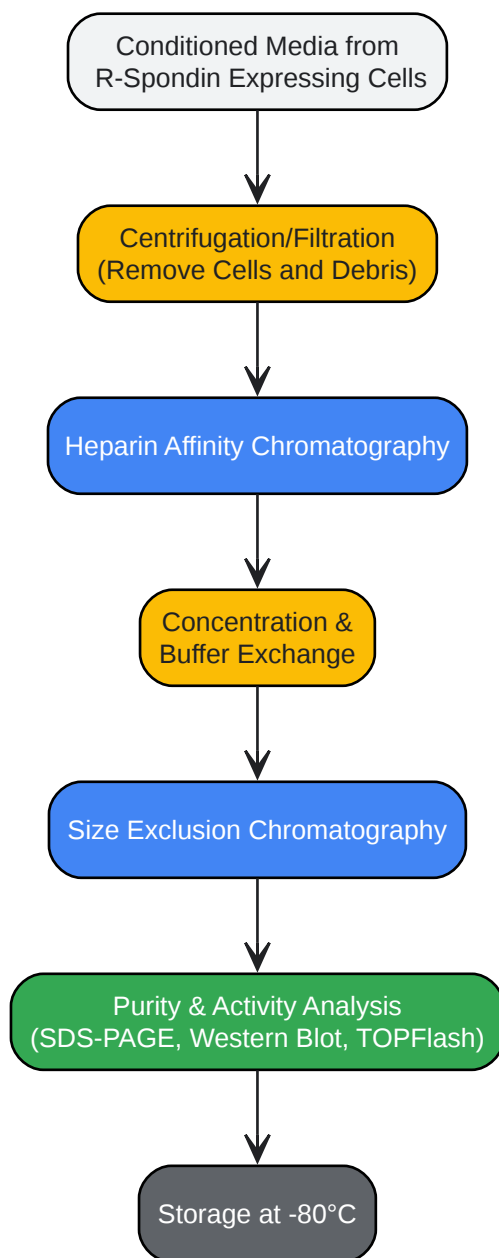 Conditioned Media from
R-Spondin Expressing Cells
Centrifugation/Filtration
(Remove Cells and Debris)
Heparin Affinity Chromatography
Concentration &
Buffer Exchange
Size Exclusion Chromatography
Purity & Activity Analysis
(SDS-PAGE, Western Blot, TOPFlash)
Storage at -80°C